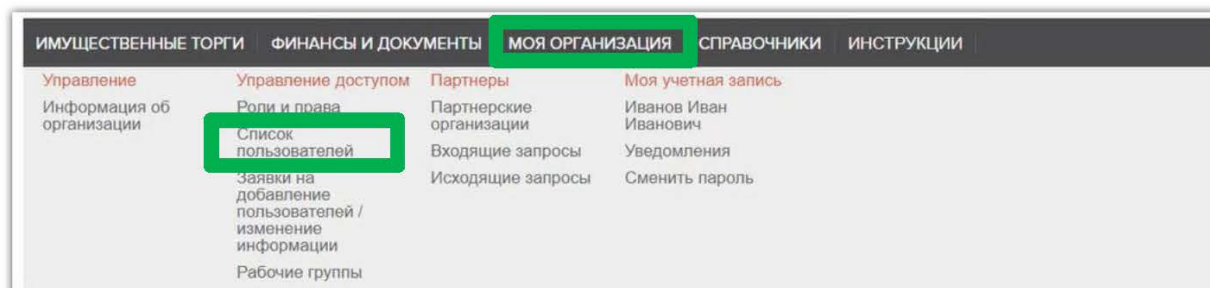 ИМУЩЕСТВЕННЫЕ ТОРГИ ФИНАНСЫ И ДОКУМЕНТЫ МОЯ ОРГАНИЗАЦИЯ СПРАВОЧНИКИ ИНСТРУКЦИИ
Управление
Информация об
организации
Управление доступом
Роли и права
Список
пользователей
Заявки на
добавление
пользователей /
изменение
информации
Рабочие группы
Партнеры
Партнерские
организации
Входящие запросы
Исходящие запросы
Моя учетная запись
Иванов Иван
Иванович
Уведомления
Сменить пароль